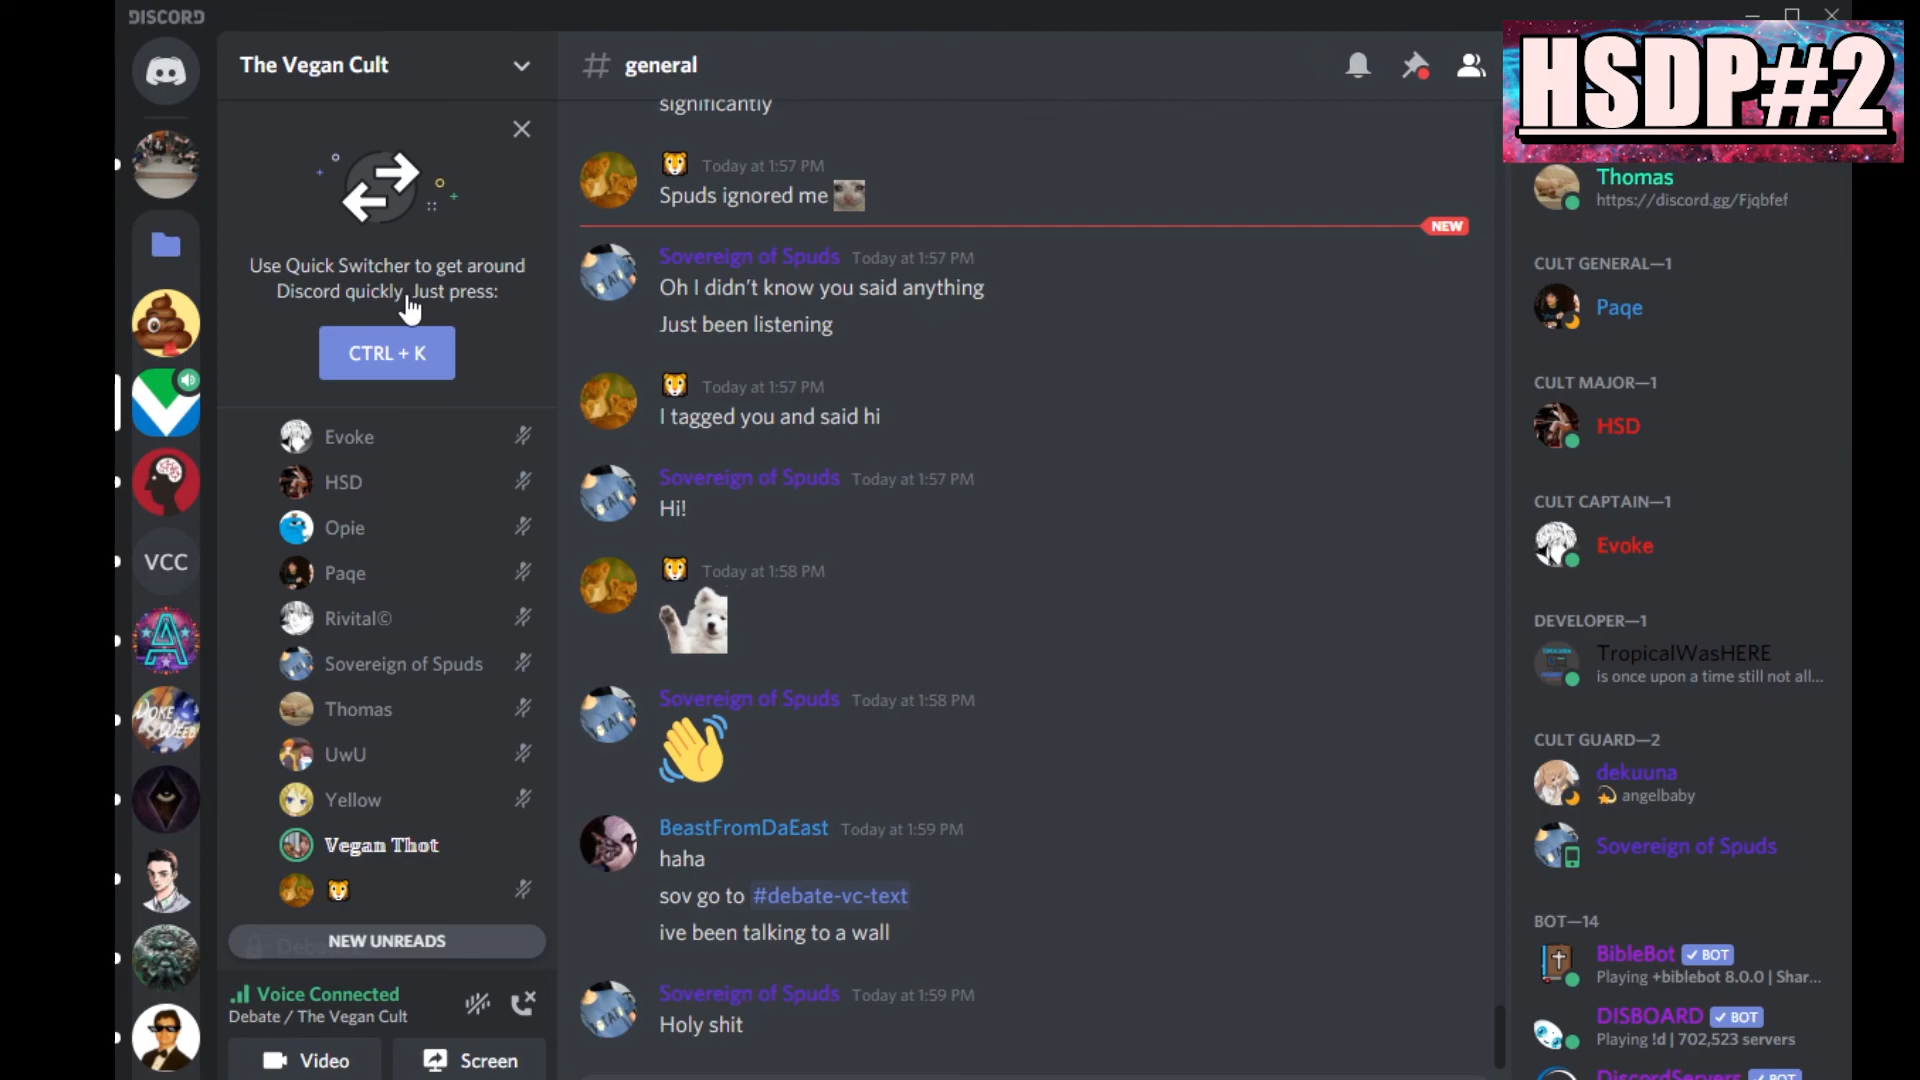 DISCORD
The Vegan Cult
general
HSDP#2
Use Quick Switcher to get around
Discord quickly. Just press:
CTRL + K
VCC
Evoke
HSD
Opie
Paqe
Rivital©
Sovereign of Spuds
Thomas
UwU
Yellow
Vegan Thot
NEW UNREADS
Voice Connected
Debate / The Vegan Cult
Video
Screen
significantly
Today at 1:57 PM
Spuds ignored me
NEW
Sovereign of Spuds Today at 1:57 PM
Oh I didn't know you said anything
Just been listening
Today at 1:57 PM
I tagged you and said hi
Sovereign of Spuds Today at 1:57 PM
Hi!
Today at 1:58 PM
Sovereign of Spuds Today at 1:58 PM
BeastFromDaEast Today at 1:59 PM
haha
sov go to #debate-vc-text
ive been talking to a wall
Sovereign of Spuds Today at 1:59 PM
Holy shit
Thomas
https://discord.gg/Fjqbfef
CULT GENERAL—1
Paqe
CULT MAJOR—1
HSD
CULT CAPTAIN—1
Evoke
DEVELOPER—1
TropicalWasHERE
is once upon a time still not all...
CULT GUARD—2
dekuuna
angelbaby
Sovereign of Spuds
BOT—14
BibleBot BOT
Playing +biblebot 8.0.0 | Shar...
DISBOARD BOT
Playing !d | 702,523 servers
DiscordServers BOT